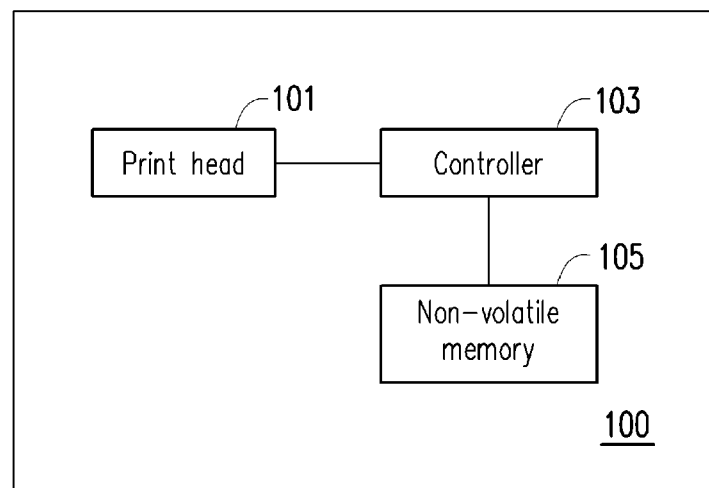 101
103
Print head
Controller
105
Non-volatile
memory
100